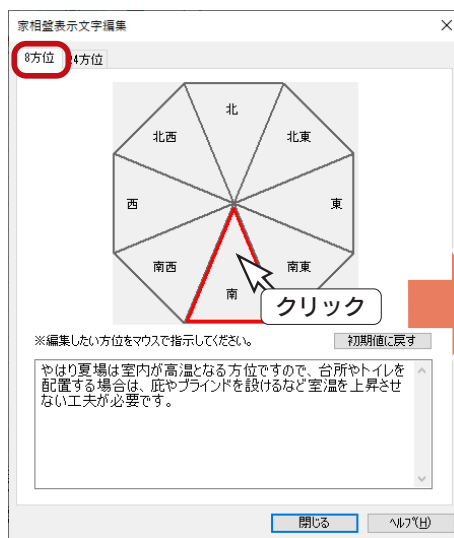 家相盤表示文字編集
8方位
24方位
北
北西
北東
西
東
南西
南東
南
クリック
※編集したい方位をマウスで指示してください。
初期値に戻す
やはり夏場は室内が高温となる方位ですので、台所やトイレを
配置する場合は、庇やブラインドを設けるなど室温を上昇させ
ない工夫が必要です。
閉じる
ヘルプ(H)